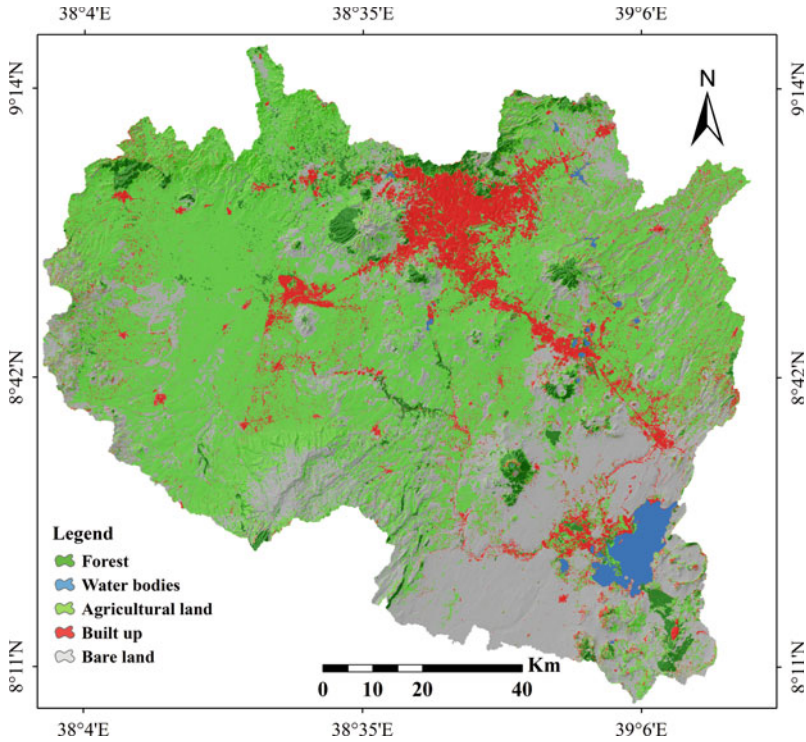 38°4'E 38°35'E 39°6'E
N
9°14'N 9°14'N
8°42'N 8°42'N
Legend
Forest
Water bodies
Agricultural land
Built up
Bare land
Km
0 10 20 40
8°11'N 8°11'N
38°4'E 38°35'E 39°6'E